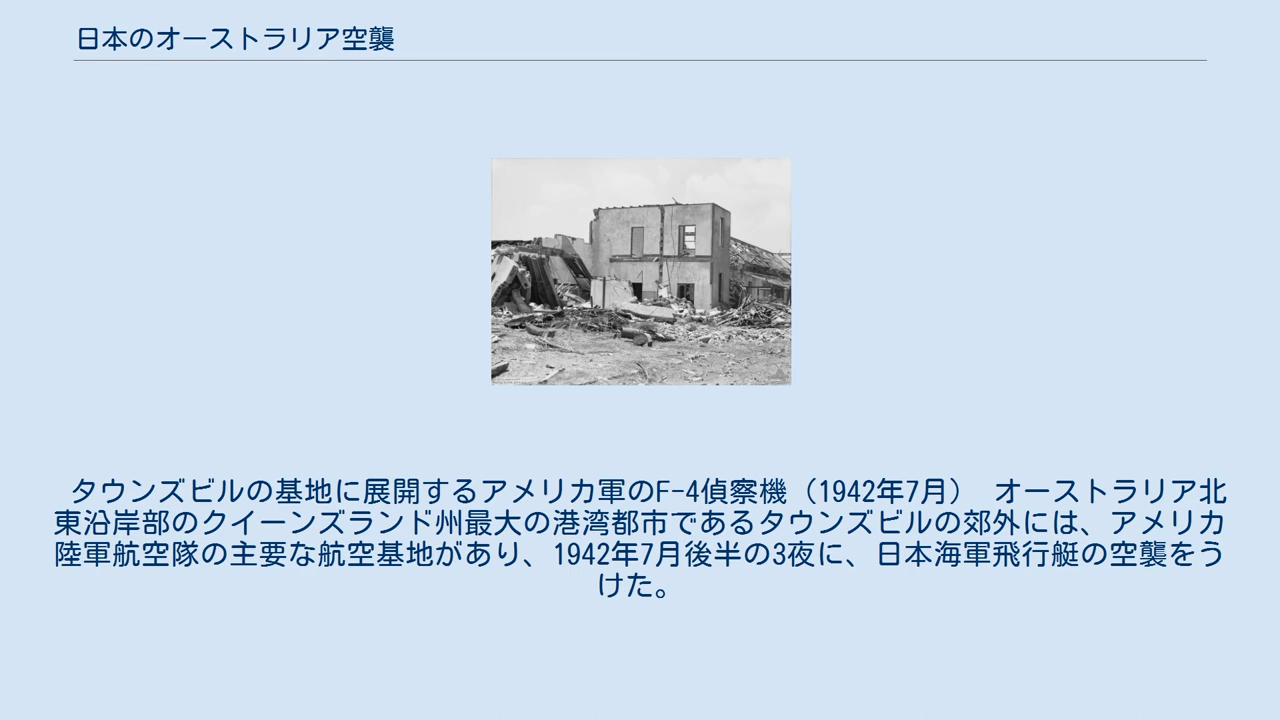 日本のオーストラリア空襲
タウンズビルの基地に展開するアメリカ軍のF-4偵察機（1942年7月） オーストラリア北
東沿岸部のクイーンズランド州最大の港湾都市であるタウンズビルの郊外には、アメリカ
陸軍航空隊の主要な航空基地があり、1942年7月後半の3夜に、日本海軍飛行艇の空襲をう
けた。